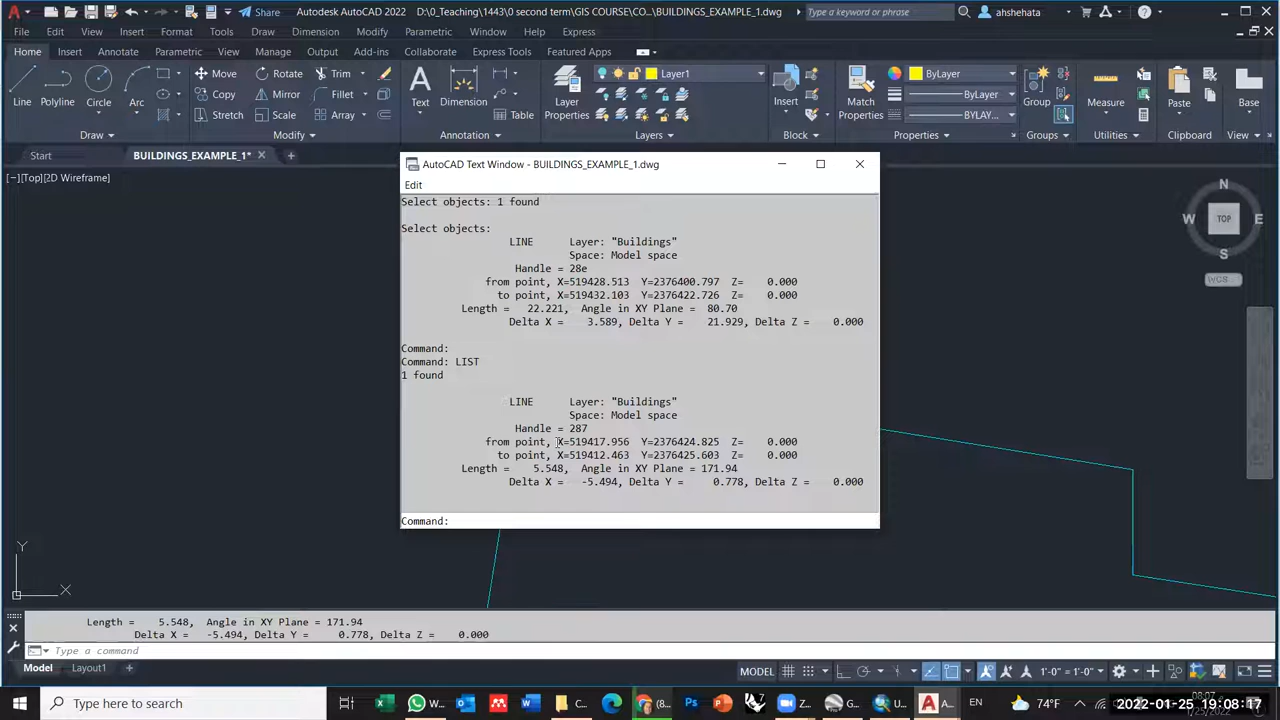 Share
Autodesk AutoCAD 2022 D:\0_Teaching\1443\0 second term\GIS COURSE\CO...\BUILDINGS_EXAMPLE_1.dwg
Type a keyword or phrase
ahshehata
File Edit View Insert Format Tools Draw Dimension Modify Parametric Window Help Express
Home Insert Annotate Parametric View Manage Output Add-ins Collaborate Express Tools Featured Apps
Line Polyline Circle Arc
Move Rotate Trim
Copy Mirror Fillet
Stretch Scale Array
Text Dimension Table
Layer Properties
Layer1
Insert
Match Properties
ByLayer
ByLayer
BYLAY...
Group Measure Paste Base
Draw Modify Annotation Layers Block Properties Groups Utilities Clipboard View
Start BUILDINGS_EXAMPLE_1*
[−][Top][2D Wireframe]
N
W TOP E
S
WCS
AutoCAD Text Window - BUILDINGS_EXAMPLE_1.dwg
Edit
Select objects: 1 found
Select objects:
LINE Layer: "Buildings"
Space: Model space
Handle = 28e
from point, X=519428.513 Y=2376400.797 Z= 0.000
to point, X=519432.103 Y=2376422.726 Z= 0.000
Length = 22.221, Angle in XY Plane = 80.70
Delta X = 3.589, Delta Y = 21.929, Delta Z = 0.000
Command:
Command: LIST
1 found
LINE Layer: "Buildings"
Space: Model space
Handle = 287
from point, X=519417.956 Y=2376424.825 Z= 0.000
to point, X=519412.463 Y=2376425.603 Z= 0.000
Length = 5.548, Angle in XY Plane = 171.94
Delta X = -5.494, Delta Y = 0.778, Delta Z = 0.000
Command:
Y
X
Length = 5.548, Angle in XY Plane = 171.94
Delta X = -5.494, Delta Y = 0.778, Delta Z = 0.000
Type a command
Model Layout1 +
MODEL
1'-0" = 1'-0"
Type here to search
W...
C...
(8...
Z...
G...
U...
A...
74°F
EN
2022-01-25 19:08:17